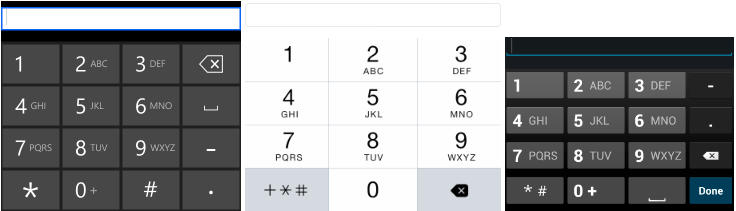 1 2 ABC 3 DEF
4 GHI 5 JKL 6 MNO
7 PQRS 8 TUV 9 WXYZ -
* 0 + # .
1 2 3
ABC DEF
4 5 6
GHI JKL MNO
7 8 9
PQRS TUV WXYZ
+*# 0
1 2 ABC 3 DEF -
4 GHI 5 JKL 6 MNO .
7 PQRS 8 TUV 9 WXYZ
* # 0 + Done